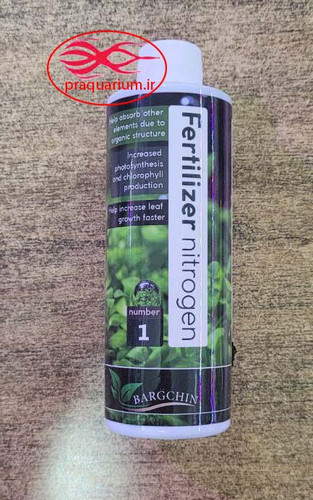 praquarium.ir
Help absorb other
elements due to
organic structure
Increased
photosynthesis
and chlorophyll
production
Help increase leaf
growth faster
Fertilizer nitrogen
number
1
BARGCHIN